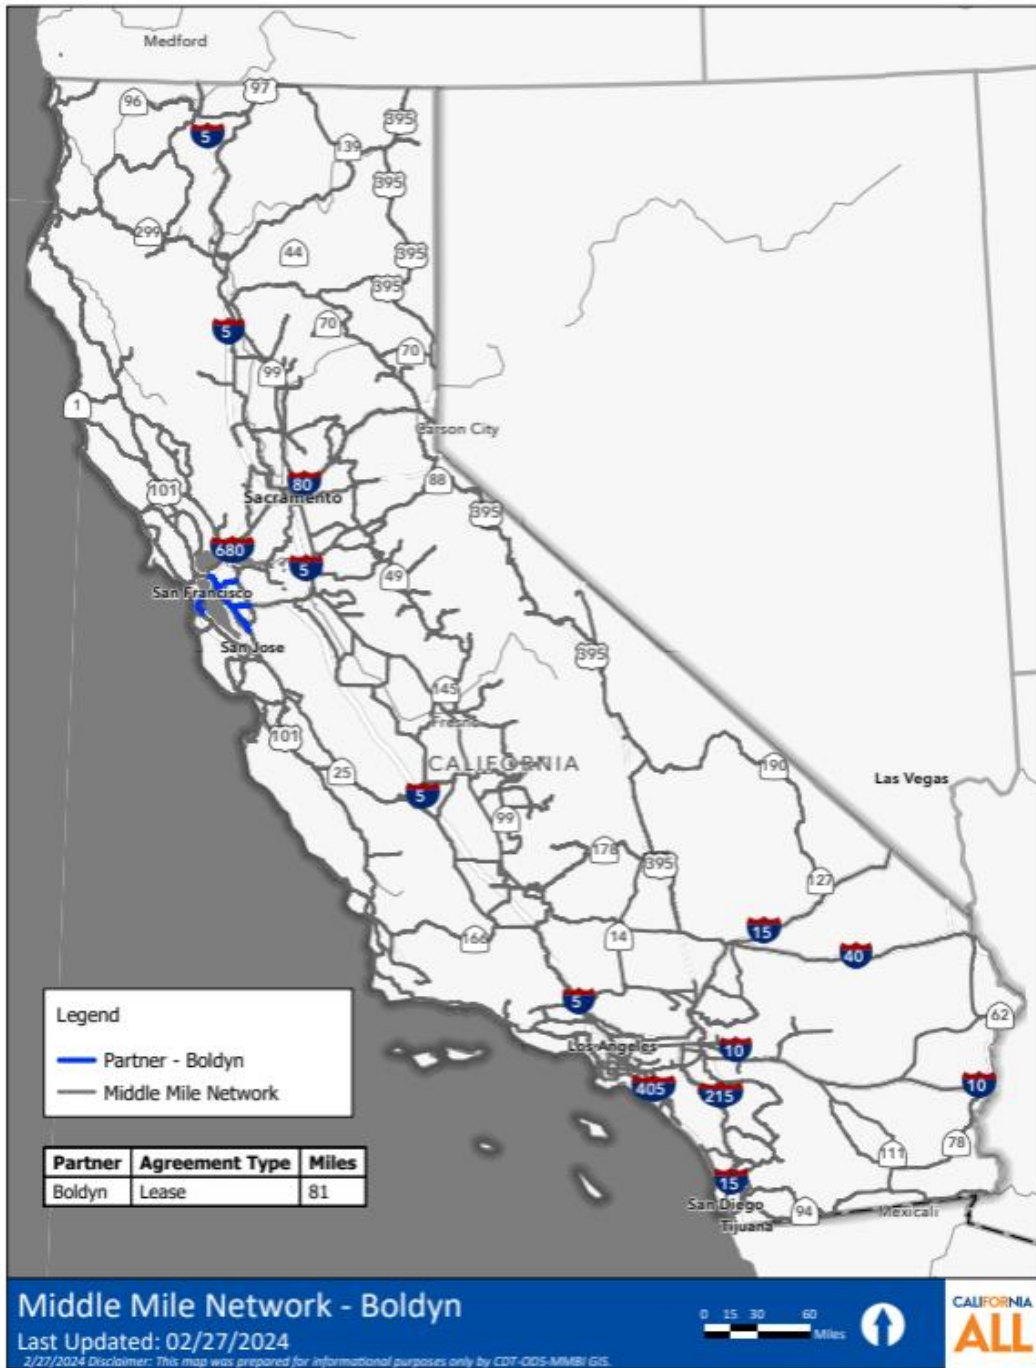 Medford
97
96
395
5
139
395
299
44
395
395
70
5
70
99
1
Carson City
80
88
101
Sacramento
395
680
5
49
San Francisco
San Jose
395
145
Fresno
101
CALIFORNIA
190
25
Las Vegas
5
99
178
395
127
15
166
14
40
5
62
Los Angeles
10
10
405
215
78
111
15
San Diego
94
Mexicali
Tijuana
Legend
Partner - Boldyn
Middle Mile Network
Partner Agreement Type Miles
Boldyn Lease 81
Middle Mile Network - Boldyn
Last Updated: 02/27/2024
2/27/2024 Disclaimer: This map was prepared for informational purposes only by CDT-ODS-MMBI GIS.
0 15 30 60
Miles
CALIFORNIA
ALL